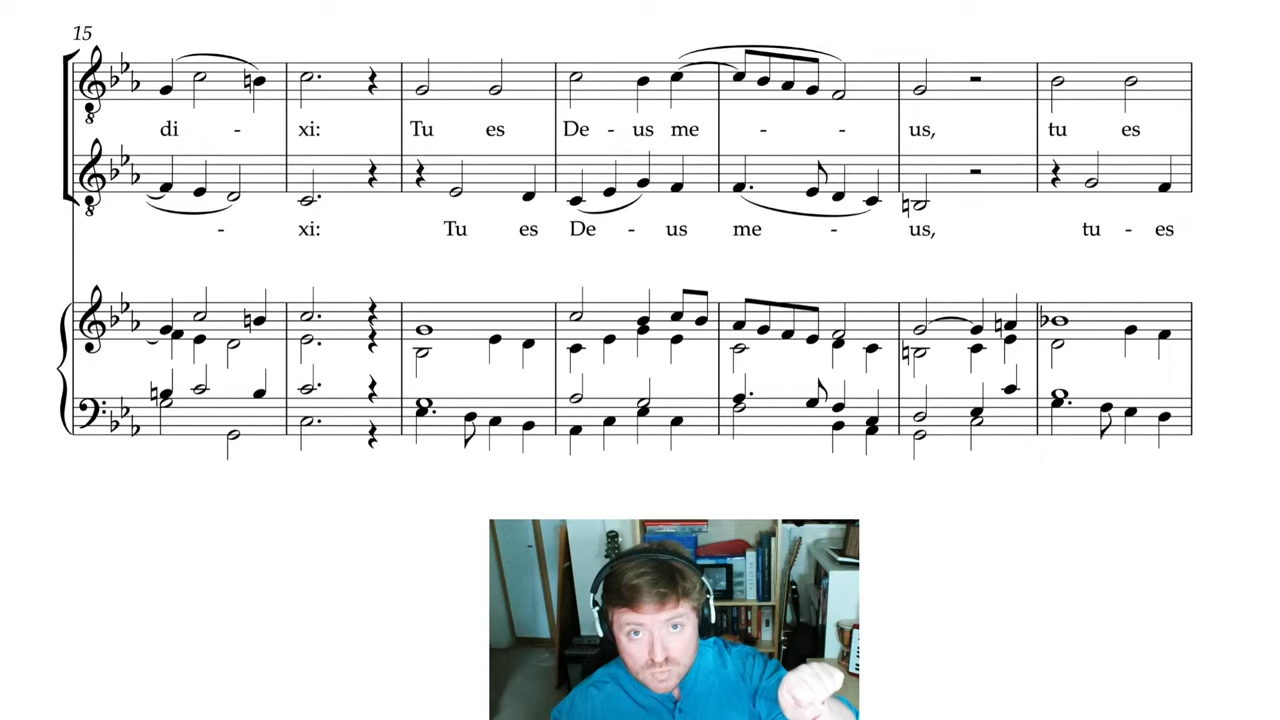 15
di - xi: Tu es De - us me - - us, tu es
- xi: Tu es De - us me - us, tu - es